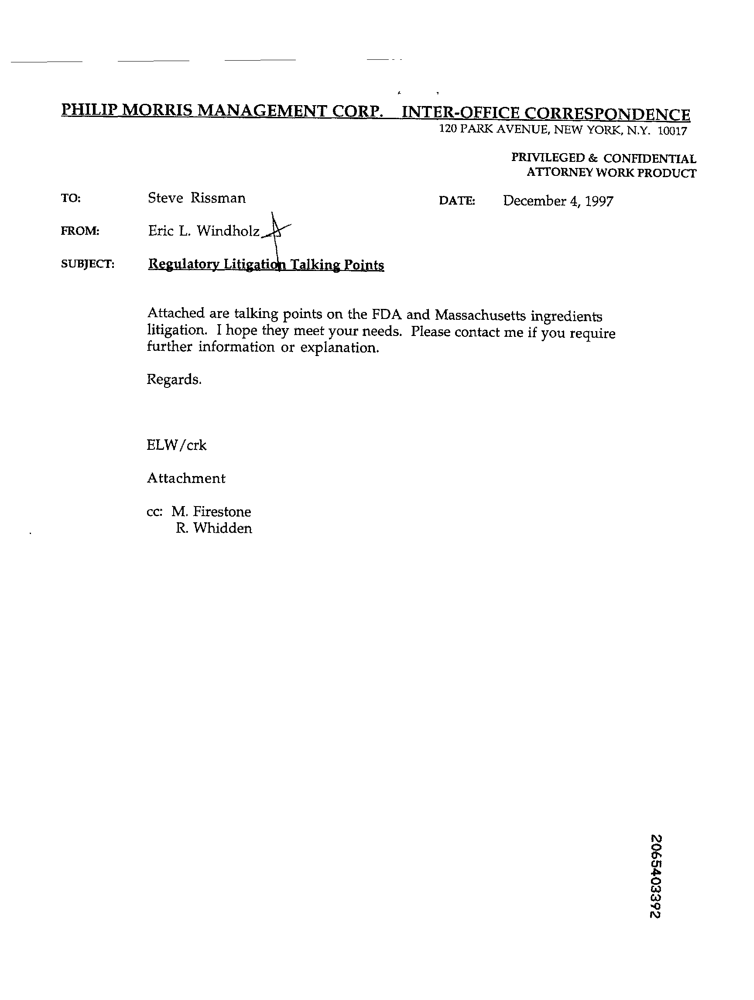 PHILIP MORRIS MANAGEMENT CORP. INTER-OFFICE CORRESPONDENCE
120 PARK AVENUE, NEW YORK, N.Y. 10017
PRIVILEGED & CONFIDENTIAL
ATTORNEY WORK PRODUCT
TO: Steve Rissman DATE: December 4, 1997
FROM: Eric L. Windholz
SUBJECT: Regulatory Litigation Talking Points
Attached are talking points on the FDA and Massachusetts ingredients
litigation. I hope they meet your needs. Please contact me if you require
further information or explanation.
Regards.
ELW/crk
Attachment
cc: M. Firestone
R. Whidden
2065403392